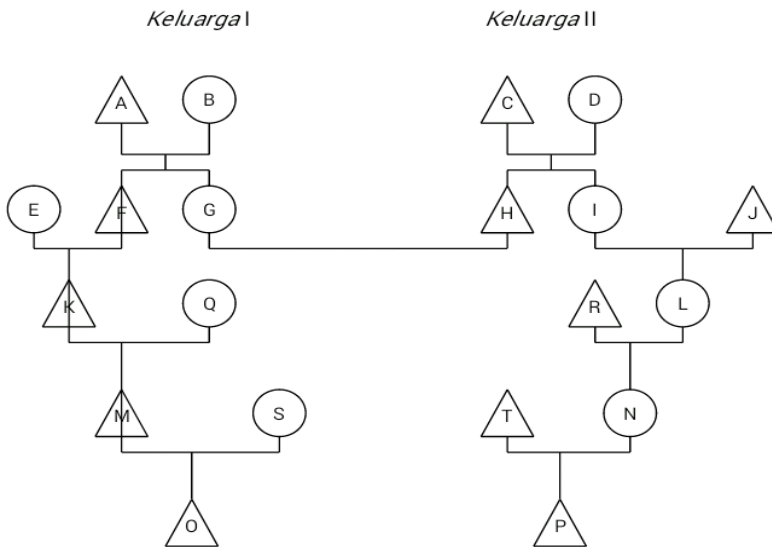 Keluarga I Keluarga II
A B C D
E F G H I J
K Q R L
M S T N
O P